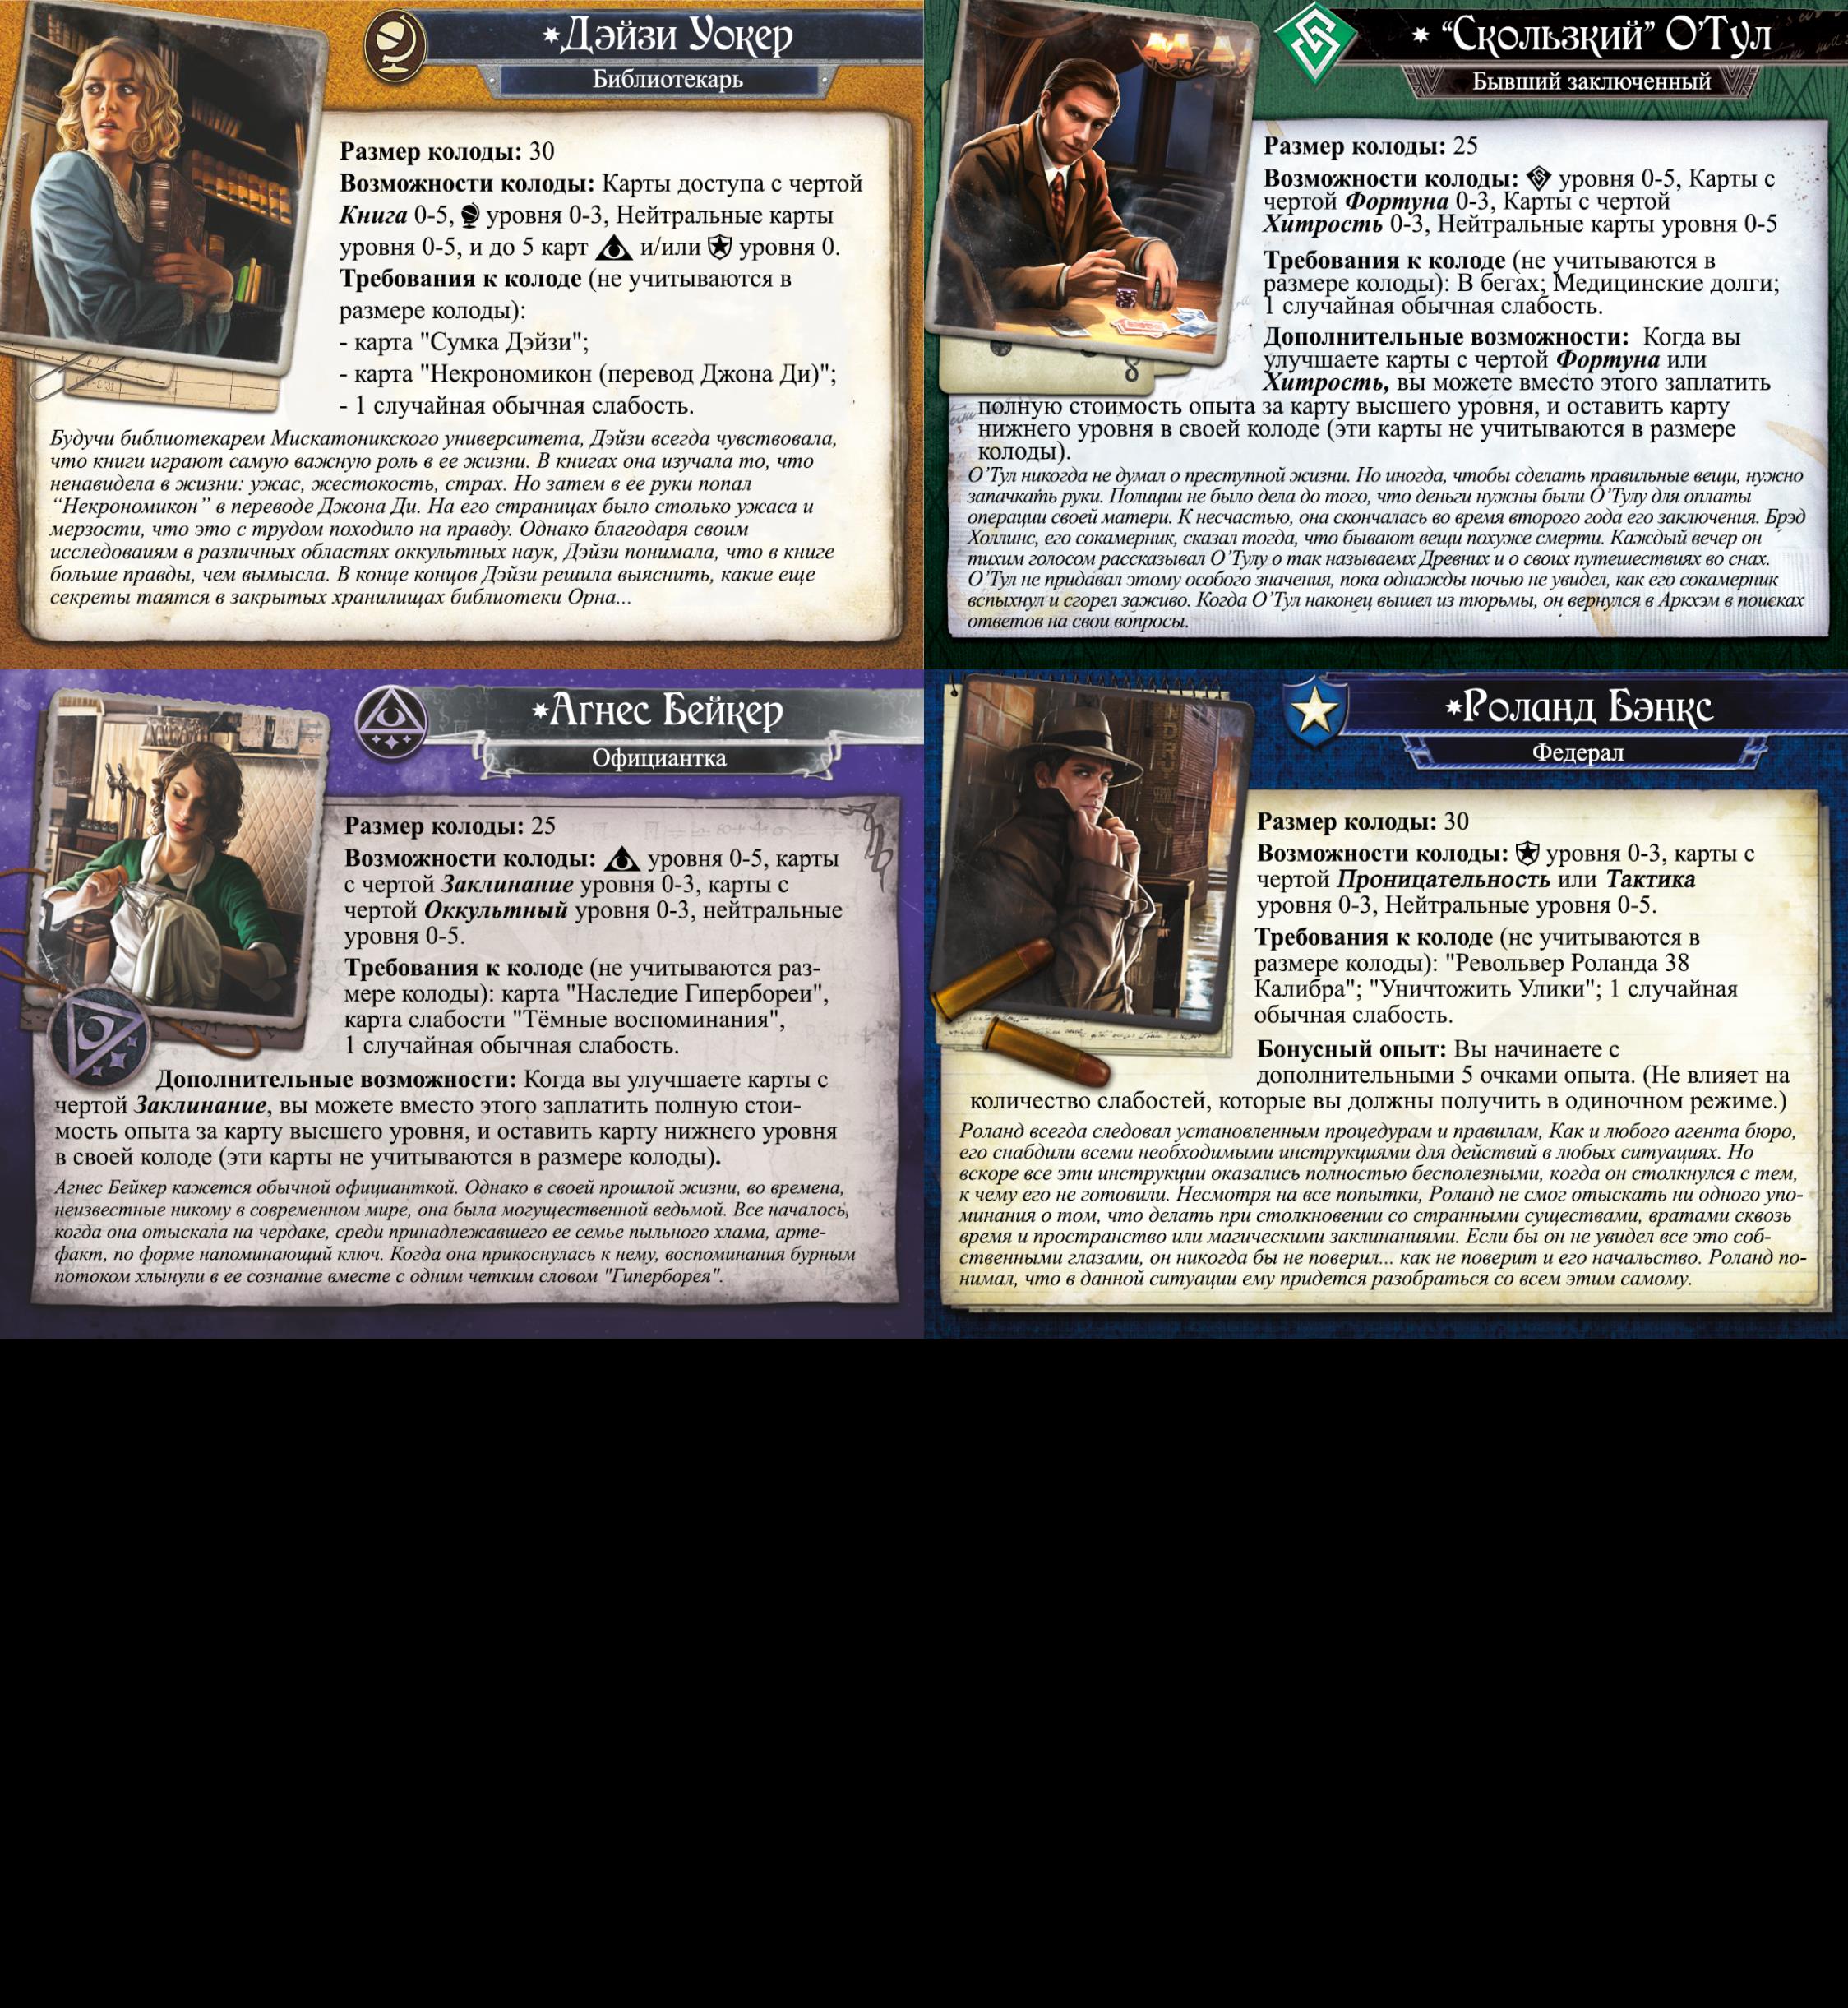 *Дэйзи Уокер
Библиотекарь
Размер колоды: 30
Возможности колоды: Карты доступа с чертой
Книга 0-5, уровня 0-3, Нейтральные карты
уровня 0-5, и до 5 карт и/или уровня 0.
Требования к колоде (не учитываются в
размере колоды):
- карта "Сумка Дэйзи";
- карта "Некрономикон (перевод Джона Ди)";
- 1 случайная обычная слабость.
Будучи библиотекарем Мискатоникского университета, Дэйзи всегда чувствовала,
что книги играют самую важную роль в ее жизни. В книгах она изучала то, что
ненавидела в жизни: ужас, жестокость, страх. Но затем в ее руки попал
“Некрономикон” в переводе Джона Ди. На его страницах было столько ужаса и
мерзости, что это с трудом походило на правду. Однако благодаря своим
исследоваиям в различных областях оккультных наук, Дэйзи понимала, что в книге
больше правды, чем вымысла. В конце концов Дэйзи решила выяснить, какие еще
секреты таятся в закрытых хранилищах библиотеки Орна...
* “Скользкий” О'Тул
Бывший заключенный
Размер колоды: 25
Возможности колоды: уровня 0-5, Карты с
чертой Фортуна 0-3, Карты с чертой
Хитрость 0-3, Нейтральные карты уровня 0-5
Требования к колоде (не учитываются в
размере колоды): В бегах; Медицинские долги;
1 случайная обычная слабость.
Дополнительные возможности: Когда вы
улучшаете карты с чертой Фортуна или
Хитрость, вы можете вместо этого заплатить
полную стоимость опыта за карту высшего уровня, и оставить карту
нижнего уровня в своей колоде (эти карты не учитываются в размере
колоды).
О’Тул никогда не думал о преступной жизни. Но иногда, чтобы сделать правильные вещи, нужно
запачкать руки. Полиции не было дела до того, что деньги нужны были О’Тулу для оплаты
операции своей матери. К несчастью, она скончалась во время второго года его заключения. Брэд
Холлинс, его сокамерник, сказал тогда, что бывают вещи похуже смерти. Каждый вечер он
тихим голосом рассказывал О’Тулу о так называемх Древних и о своих путешествиях во снах.
О’Тул не придавал этому особого значения, пока однажды ночью не увидел, как его сокамерник
вспыхнул и сгорел заживо. Когда О’Тул наконец вышел из тюрьмы, он вернулся в Аркхэм в поисках
ответов на свои вопросы.
*Агнес Бейкер
Официантка
Размер колоды: 25
Возможности колоды: уровня 0-5, карты
с чертой Заклинание уровня 0-3, карты с
чертой Оккультный уровня 0-3, нейтральные
уровня 0-5.
Требования к колоде (не учитываются раз-
мере колоды): карта "Наследие Гипербореи",
карта слабости "Тёмные воспоминания",
1 случайная обычная слабость.
Дополнительные возможности: Когда вы улучшаете карты с
чертой Заклинание, вы можете вместо этого заплатить полную стои-
мость опыта за карту высшего уровня, и оставить карту нижнего уровня
в своей колоде (эти карты не учитываются в размере колоды).
Агнес Бейкер кажется обычной официанткой. Однако в своей прошлой жизни, во времена,
неизвестные никому в современном мире, она была могущественной ведьмой. Все началось,
когда она отыскала на чердаке, среди принадлежавшего ее семье пыльного хлама, арте-
факт, по форме напоминающий ключ. Когда она прикоснулась к нему, воспоминания бурным
потоком хлынули в ее сознание вместе с одним четким словом "Гиперборея".
*Роланд Бэнкс
Федерал
Размер колоды: 30
Возможности колоды: уровня 0-3, карты с
чертой Проницательность или Тактика
уровня 0-3, Нейтральные уровня 0-5.
Требования к колоде (не учитываются в
размере колоды): "Револьвер Роланда 38
Калибра"; "Уничтожить Улики"; 1 случайная
обычная слабость.
Бонусный опыт: Вы начинаете с
дополнительными 5 очками опыта. (Не влияет на
количество слабостей, которые вы должны получить в одиночном режиме.)
Роланд всегда следовал установленным процедурам и правилам, Как и любого агента бюро,
его снабдили всеми необходимыми инструкциями для действий в любых ситуациях. Но
вскоре все эти инструкции оказались полностью бесполезными, когда он столкнулся с тем,
к чему его не готовили. Несмотря на все попытки, Роланд не смог отыскать ни одного упо-
минания о том, что делать при столкновении со странными существами, вратами сквозь
время и пространство или магическими заклинаниями. Если бы он не увидел все это соб-
ственными глазами, он никогда бы не поверил... как не поверит и его начальство. Роланд по-
нимал, что в данной ситуации ему придется разобраться со всем этим самому.